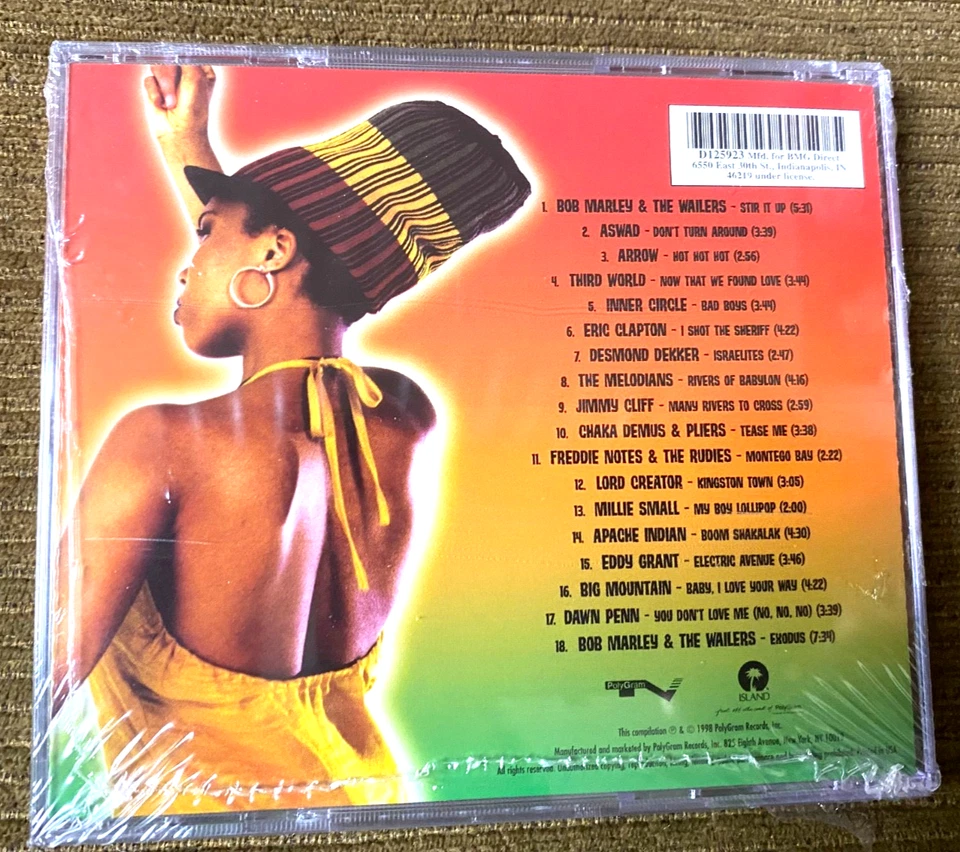 D125923 Mfd. for BMG Direct
6550 East 30th St., Indianapolis, IN
46219 under license.
1. BOB MARLEY & THE WAILERS - STIR IT UP (5:31)
2. ASWAD - DON'T TURN AROUND (3:39)
3. ARROW - HOT HOT HOT (2:56)
4. THIRD WORLD - NOW THAT WE FOUND LOVE (3:44)
5. INNER CIRCLE - BAD BOYS (3:44)
6. ERIC CLAPTON - I SHOT THE SHERIFF (4:22)
7. DESMOND DEKKER - ISRAELITES (2:47)
8. THE MELODIANS - RIVERS OF BABYLON (4:16)
9. JIMMY CLIFF - MANY RIVERS TO CROSS (2:59)
10. CHAKA DEMUS & PLIERS - TEASE ME (3:38)
11. FREDDIE NOTES & THE RUDIES - MONTEGO BAY (2:22)
12. LORD CREATOR - KINGSTON TOWN (3:05)
13. MILLIE SMALL - MY BOY LOLLIPOP (2:00)
14. APACHE INDIAN - BOOM SHAKALAK (4:30)
15. EDDY GRANT - ELECTRIC AVENUE (3:46)
16. BIG MOUNTAIN - BABY, I LOVE YOUR WAY (4:22)
17. DAWN PENN - YOU DON'T LOVE ME (NO, NO, NO) (3:39)
18. BOB MARLEY & THE WAILERS - EXODUS (7:34)
PolyGram
ISLAND
This compilation ℗ & © 1998 PolyGram Records, Inc.
Manufactured and marketed by PolyGram Records, Inc. 825 Eighth Avenue, New York, NY
All rights reserved. Unauthorized copying, prohibited. Printed in USA